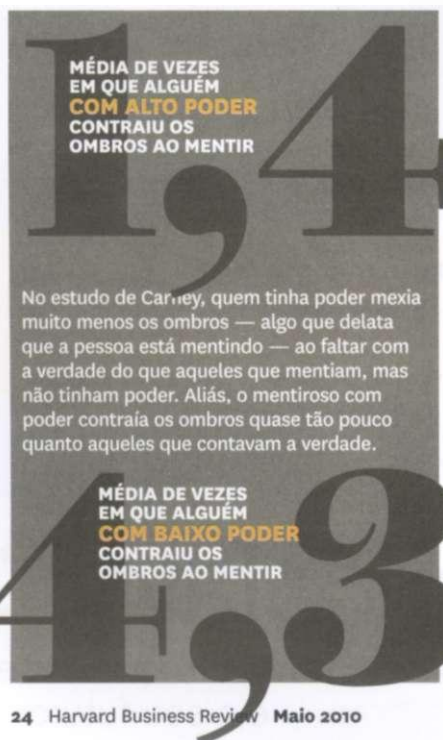 1,4
MÉDIA DE VEZES
EM QUE ALGUÉM
COM ALTO PODER
CONTRAIU OS
OMBROS AO MENTIR
No estudo de Carney, quem tinha poder mexia
muito menos os ombros — algo que delata
que a pessoa está mentindo — ao faltar com
a verdade do que aqueles que mentiam, mas
não tinham poder. Aliás, o mentiroso com
poder contraía os ombros quase tão pouco
quanto aqueles que contavam a verdade.
4,3
MÉDIA DE VEZES
EM QUE ALGUÉM
COM BAIXO PODER
CONTRAIU OS
OMBROS AO MENTIR
24 Harvard Business Review Maio 2010